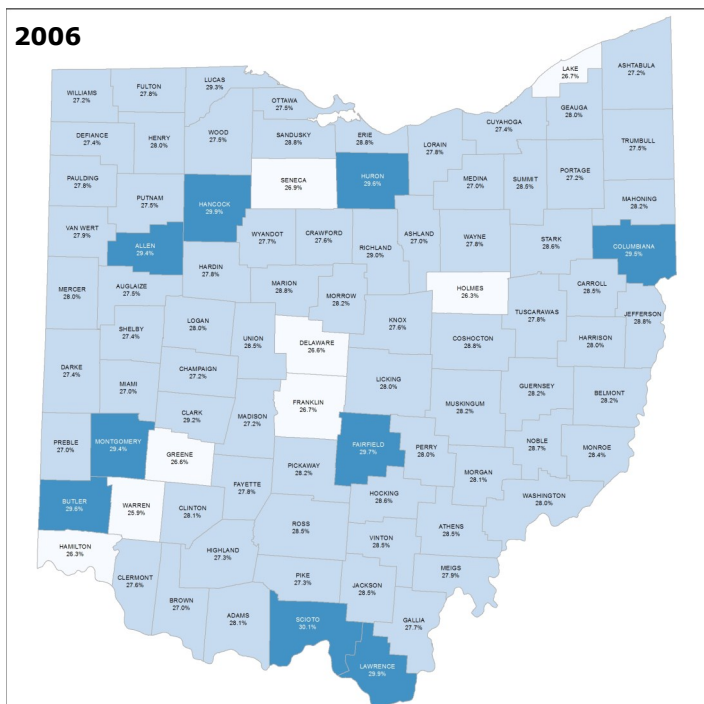 2006
LAKE
26.7%
ASHTABULA
27.2%
LUCAS
29.3%
FULTON
27.8%
WILLIAMS
27.2%
OTTAWA
27.5%
GEAUGA
28.0%
CUYAHOGA
27.4%
DEFIANCE
27.4%
HENRY
28.0%
WOOD
27.5%
SANDUSKY
28.8%
ERIE
28.8%
LORAIN
27.8%
TRUMBULL
27.5%
PAULDING
27.8%
SENECA
26.9%
HURON
29.6%
MEDINA
27.0%
SUMMIT
28.5%
PORTAGE
27.2%
PUTNAM
27.5%
HANCOCK
29.9%
MAHONING
28.2%
VAN WERT
27.9%
ALLEN
29.4%
WYANDOT
27.7%
CRAWFORD
27.6%
RICHLAND
29.0%
ASHLAND
27.0%
WAYNE
27.8%
STARK
28.6%
COLUMBIANA
29.5%
HARDIN
27.8%
MERCER
28.0%
AUGLAIZE
27.5%
MARION
28.8%
MORROW
28.2%
HOLMES
26.3%
CARROLL
28.5%
TUSCARAWAS
27.8%
JEFFERSON
28.8%
SHELBY
27.4%
LOGAN
28.0%
UNION
28.5%
DELAWARE
26.6%
KNOX
27.6%
COSHOCTON
28.8%
HARRISON
28.0%
DARKE
27.4%
CHAMPAIGN
27.2%
MIAMI
27.0%
LICKING
28.0%
GUERNSEY
28.2%
BELMONT
28.2%
CLARK
29.2%
MADISON
27.2%
FRANKLIN
26.7%
MUSKINGUM
28.2%
PREBLE
27.0%
MONTGOMERY
29.4%
GREENE
26.6%
FAIRFIELD
29.7%
PERRY
28.0%
NOBLE
28.7%
MONROE
28.4%
PICKAWAY
28.2%
MORGAN
28.1%
FAYETTE
27.8%
BUTLER
29.6%
WARREN
25.9%
CLINTON
28.1%
HOCKING
28.6%
WASHINGTON
28.0%
ROSS
28.5%
ATHENS
28.5%
VINTON
28.5%
HAMILTON
26.3%
HIGHLAND
27.3%
CLERMONT
27.6%
PIKE
27.3%
JACKSON
28.5%
MEIGS
27.9%
BROWN
27.0%
ADAMS
28.1%
SCIOTO
30.1%
GALLIA
27.7%
LAWRENCE
29.9%